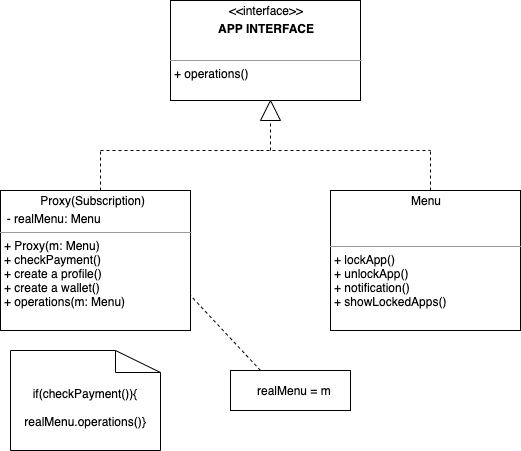 <<interface>>
APP INTERFACE
+ operations()
Proxy(Subscription)
- realMenu: Menu
+ Proxy(m: Menu)
+ checkPayment()
+ create a profile()
+ create a wallet()
+ operations(m: Menu)
Menu
+ lockApp()
+ unlockApp()
+ notification()
+ showLockedApps()
if(checkPayment()){
realMenu.operations()}
realMenu = m